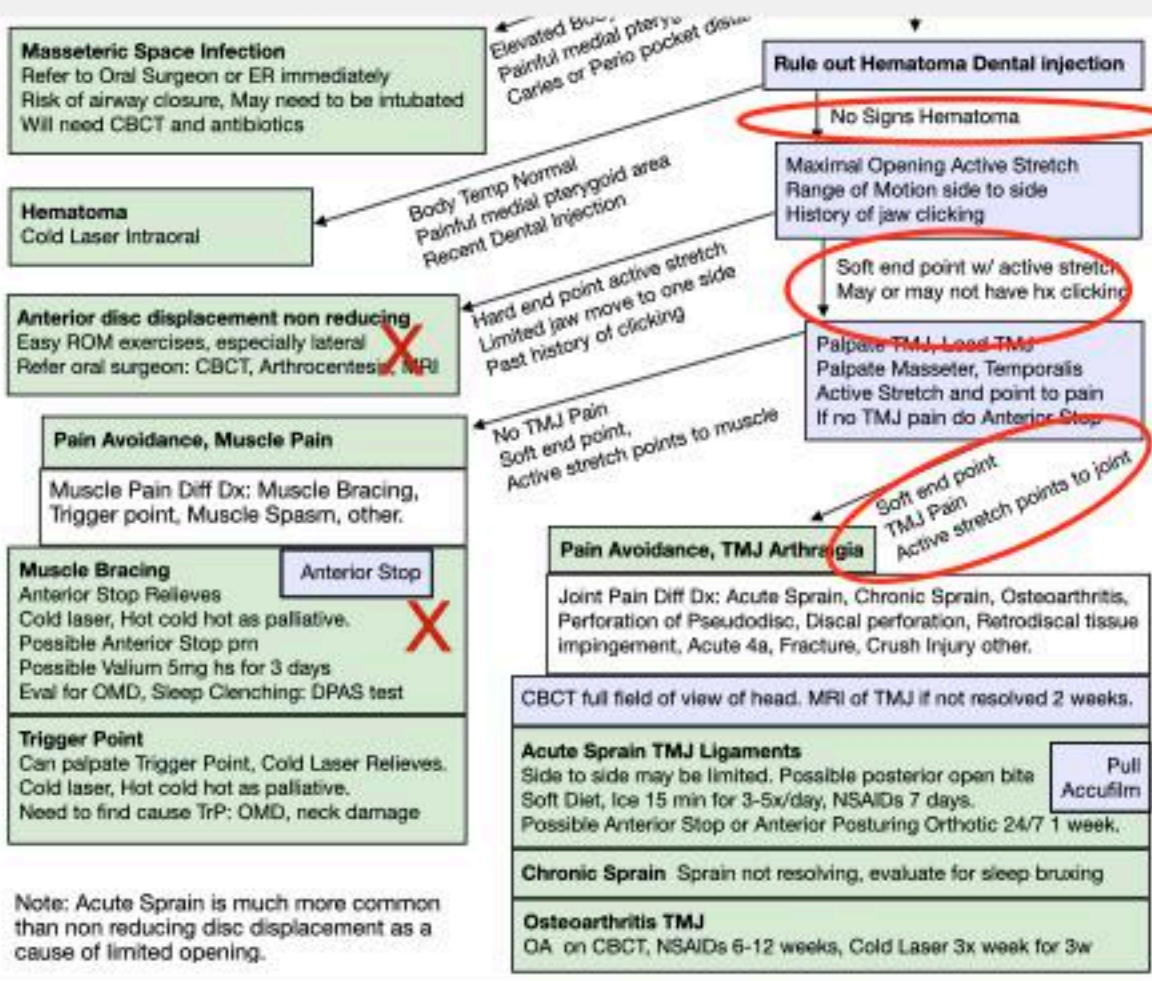 Elevated Body
Painful medial pteryg
Caries or Perio pocket
Masseteric Space Infection
Refer to Oral Surgeon or ER immediately
Risk of airway closure, May need to be intubated
Will need CBCT and antibiotics
Rule out Hematoma Dental injection
No Signs Hematoma
Body Temp Normal
Painful medial pterygoid area
Recent Dental Injection
Hematoma
Cold Laser Intraoral
Maximal Opening Active Stretch
Range of Motion side to side
History of jaw clicking
Hard end point active stretch
Limited jaw move to one side
Past history of clicking
Soft end point w/ active stretch
May or may not have hx clicking
Anterior disc displacement non reducing
Easy ROM exercises, especially lateral
Refer oral surgeon: CBCT, Arthrocentesis, MRI
X
Palpate TMJ, Load TMJ
Palpate Masseter, Temporalis
Active Stretch and point to pain
If no TMJ pain do Anterior Stop
No TMJ Pain
Soft end point,
Active stretch points to muscle
Soft end point
TMJ Pain
Active stretch points to joint
Pain Avoidance, Muscle Pain
Muscle Pain Diff Dx: Muscle Bracing,
Trigger point, Muscle Spasm, other.
Muscle Bracing
Anterior Stop
Anterior Stop Relieves
Cold laser, Hot cold hot as palliative.
Possible Anterior Stop prn
Possible Valium 5mg hs for 3 days
Eval for OMD, Sleep Clenching: DPAS test
X
Trigger Point
Can palpate Trigger Point, Cold Laser Relieves.
Cold laser, Hot cold hot as palliative.
Need to find cause TrP: OMD, neck damage
Note: Acute Sprain is much more common
than non reducing disc displacement as a
cause of limited opening.
Pain Avoidance, TMJ Arthralgia
Joint Pain Diff Dx: Acute Sprain, Chronic Sprain, Osteoarthritis,
Perforation of Pseudodisc, Discal perforation, Retrodiscal tissue
impingement, Acute 4a, Fracture, Crush Injury other.
CBCT full field of view of head. MRI of TMJ if not resolved 2 weeks.
Acute Sprain TMJ Ligaments
Side to side may be limited. Possible posterior open bite
Soft Diet, Ice 15 min for 3-5x/day, NSAIDs 7 days.
Possible Anterior Stop or Anterior Posturing Orthotic 24/7 1 week.
Pull
Accufilm
Chronic Sprain Sprain not resolving, evaluate for sleep bruxing
Osteoarthritis TMJ
OA on CBCT, NSAIDs 6-12 weeks, Cold Laser 3x week for 3w